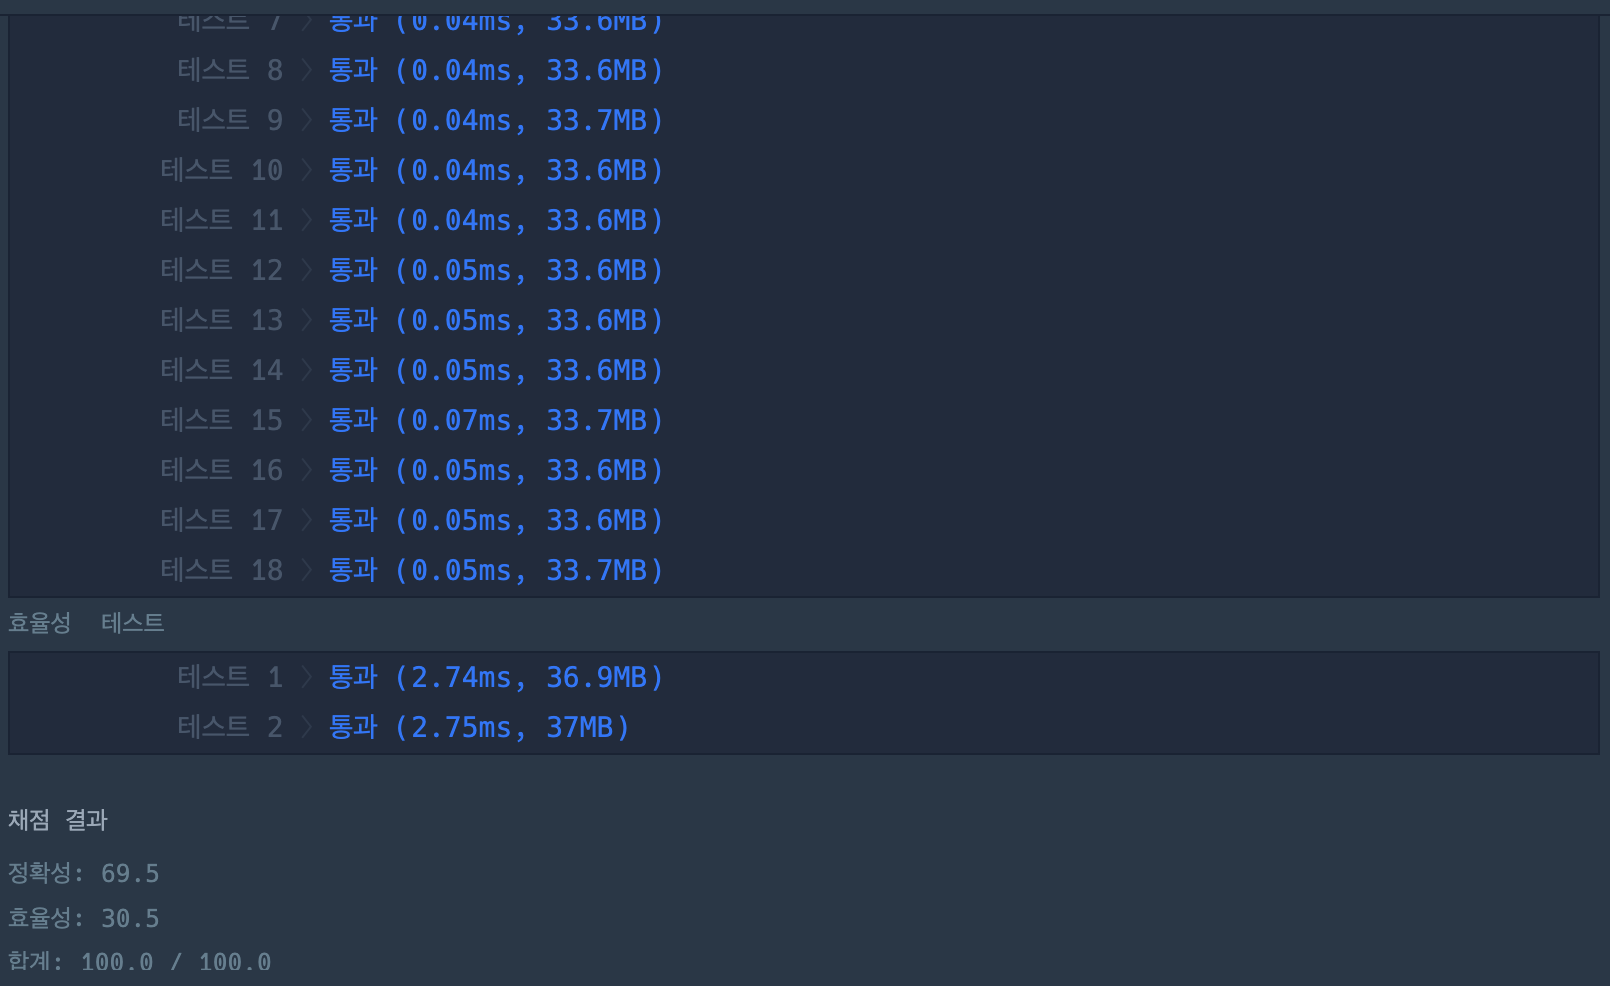 테스트 7 〉 통과 (0.04ms, 33.6MB)
테스트 8 〉 통과 (0.04ms, 33.6MB)
테스트 9 〉 통과 (0.04ms, 33.7MB)
테스트 10 〉 통과 (0.04ms, 33.6MB)
테스트 11 〉 통과 (0.04ms, 33.6MB)
테스트 12 〉 통과 (0.05ms, 33.6MB)
테스트 13 〉 통과 (0.05ms, 33.6MB)
테스트 14 〉 통과 (0.05ms, 33.6MB)
테스트 15 〉 통과 (0.07ms, 33.7MB)
테스트 16 〉 통과 (0.05ms, 33.6MB)
테스트 17 〉 통과 (0.05ms, 33.6MB)
테스트 18 〉 통과 (0.05ms, 33.7MB)
효율성 테스트
테스트 1 〉 통과 (2.74ms, 36.9MB)
테스트 2 〉 통과 (2.75ms, 37MB)
채점 결과
정확성: 69.5
효율성: 30.5
합계: 100.0 / 100.0